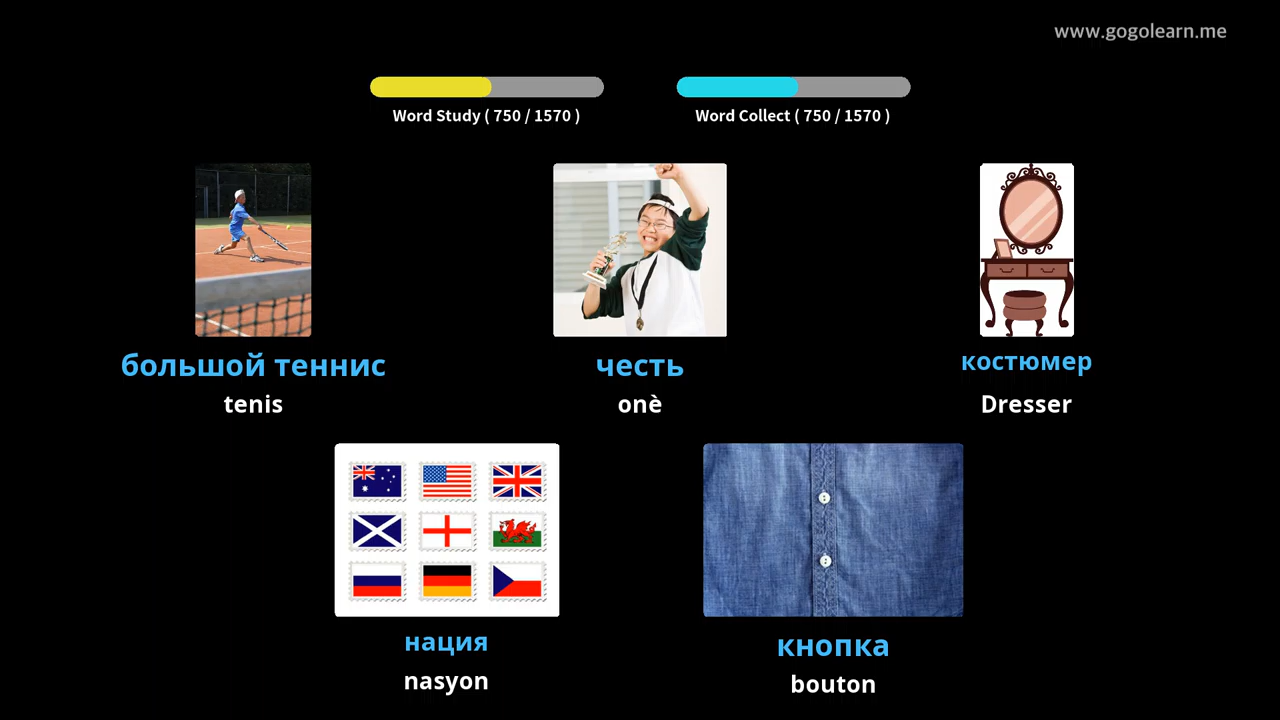 www.gogolearn.me
Word Study ( 750 / 1570 )
Word Collect ( 750 / 1570 )
большой теннис
честь
костюмер
tenis
onè
Dresser
нация
кнопка
nasyon
bouton